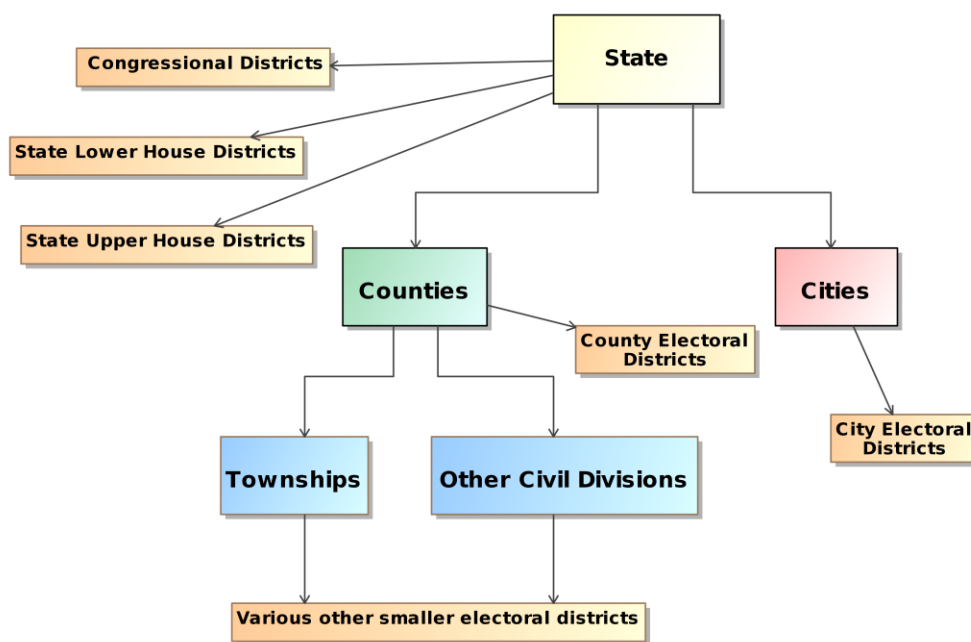 State
Congressional Districts
State Lower House Districts
State Upper House Districts
Counties
Cities
County Electoral
Districts
City Electoral
Districts
Townships
Other Civil Divisions
Various other smaller electoral districts